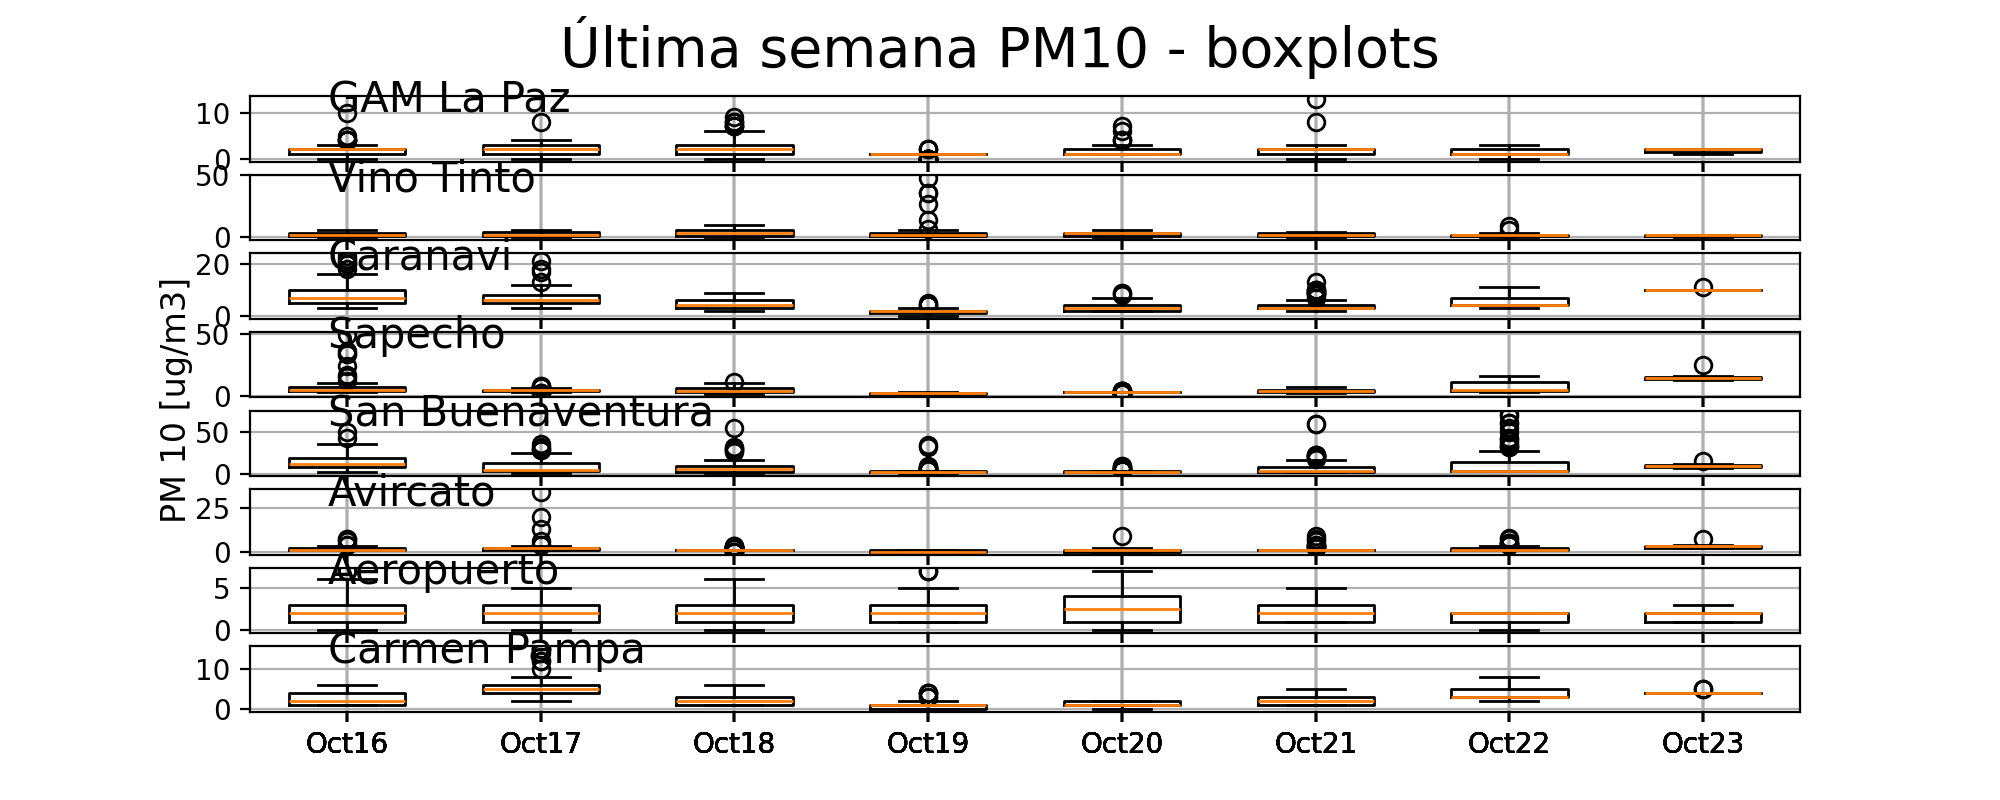 Última semana PM10 - boxplots
GAM La Paz
10
0
Vino Tinto
50
0
Caranavi
20
0
Sapecho
50
0
San Buenaventura
50
0
Avircato
25
0
Aeropuerto
5
0
Carmen Pampa
10
0
PM 10 [ug/m3]
Oct16 Oct17 Oct18 Oct19 Oct20 Oct21 Oct22 Oct23